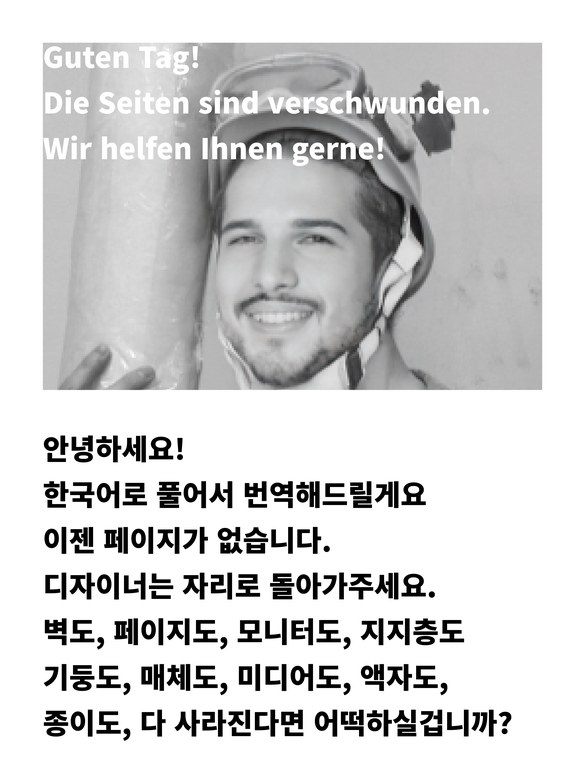 Guten Tag!
Die Seiten sind verschwunden.
Wir helfen Ihnen gerne!
안녕하세요!
한국어로 풀어서 번역해드릴게요
이젠 페이지가 없습니다.
디자이너는 자리로 돌아가주세요.
벽도, 페이지도, 모니터도, 지지층도
기둥도, 매체도, 미디어도, 액자도,
종이도, 다 사라진다면 어떡하실겁니까?